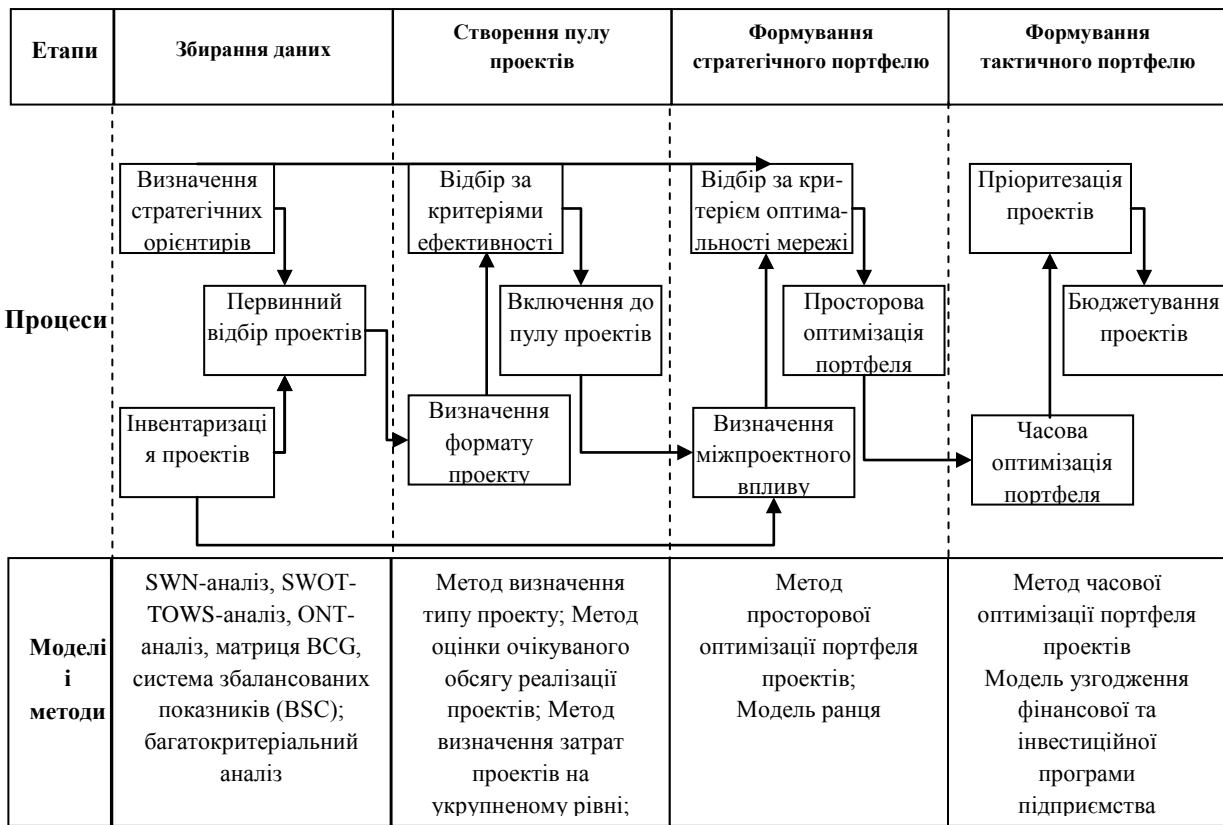 Етапи
Збирання даних
Створення пулу
проектів
Формування
стратегічного портфелю
Формування
тактичного портфелю
Процеси
Визначення
стратегічних
орієнтирів
Первинний
відбір проектів
Інвентаризаці
я проектів
Відбір за
критеріями
ефективності
Включення до
пулу проектів
Визначення
формату
проекту
Відбір за кри-
терієм оптима-
льності мережі
Просторова
оптимізація
портфеля
Визначення
міжпроектного
впливу
Пріоритезація
проектів
Бюджетування
проектів
Часова
оптимізація
портфеля
Моделі
і
методи
SWN-аналіз, SWOT-
TOWS-аналіз, ONT-
аналіз, матриця BCG,
система збалансованих
показників (BSC);
багатокритеріальний
аналіз
Метод визначення
типу проекту; Метод
оцінки очікуваного
обсягу реалізації
проектів; Метод
визначення затрат
проектів на
укрупненому рівні;
Метод
просторової
оптимізації портфеля
проектів;
Модель ранця
Метод часової
оптимізації портфеля
проектів
Модель узгодження
фінансової та
інвестиційної
програми
підприємства